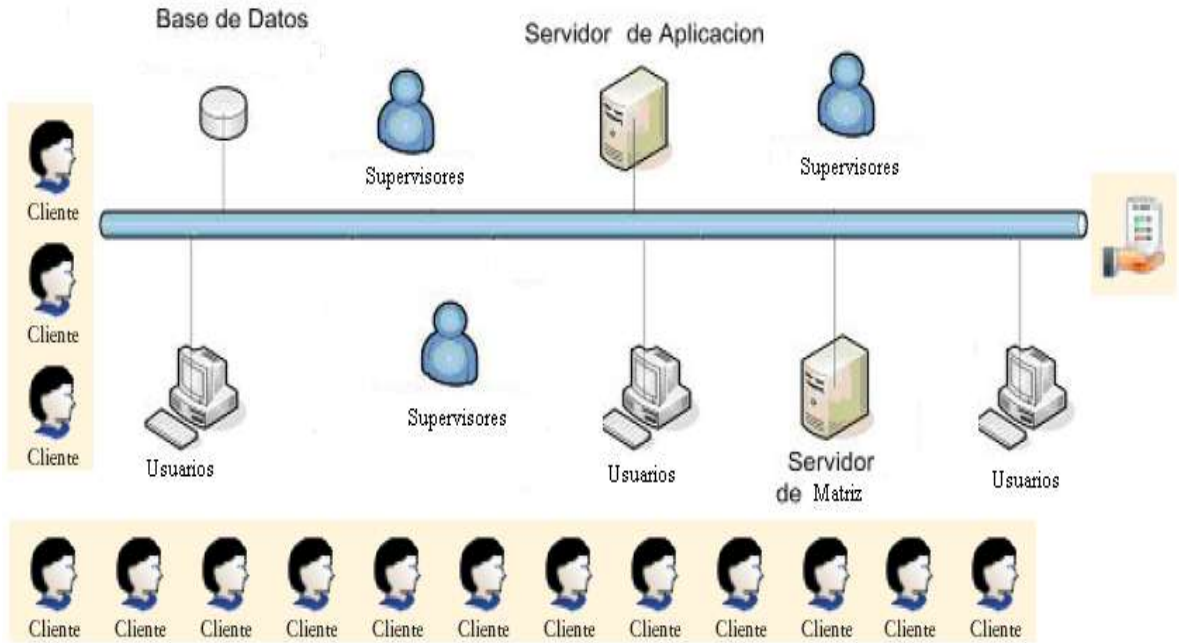 Base de Datos
Servidor de Aplicacion
Supervisores
Supervisores
Cliente
Cliente
Cliente
Supervisores
Usuarios
Usuarios
Servidor
de Matriz
Usuarios
Cliente
Cliente
Cliente
Cliente
Cliente
Cliente
Cliente
Cliente
Cliente
Cliente
Cliente
Cliente